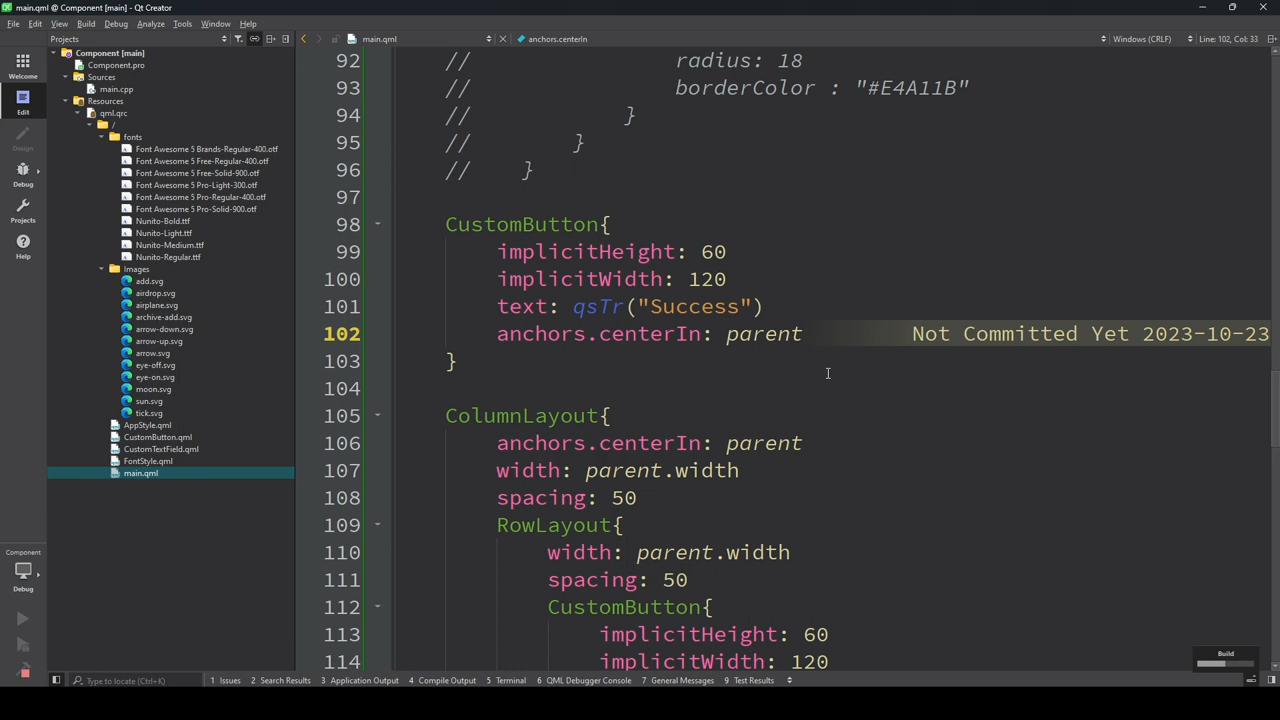 main.qml @ Component [main] - Qt Creator
File Edit View Build Debug Analyze Tools Window Help
Projects
main.qml
anchors.centerIn
Windows (CRLF)
Line: 102, Col: 33
Welcome
Edit
Design
Debug
Projects
Help
Component
Debug
Component [main]
Component.pro
Sources
main.cpp
Resources
qml.qrc
/
fonts
Font Awesome 5 Brands-Regular-400.otf
Font Awesome 5 Free-Regular-400.otf
Font Awesome 5 Free-Solid-900.otf
Font Awesome 5 Pro-Light-300.otf
Font Awesome 5 Pro-Regular-400.otf
Font Awesome 5 Pro-Solid-900.otf
Nunito-Bold.ttf
Nunito-Light.ttf
Nunito-Medium.ttf
Nunito-Regular.ttf
Images
add.svg
airdrop.svg
airplane.svg
archive-add.svg
arrow-down.svg
arrow-up.svg
arrow.svg
eye-off.svg
eye-on.svg
moon.svg
sun.svg
tick.svg
AppStyle.qml
CustomButton.qml
CustomTextField.qml
FontStyle.qml
main.qml
92 // radius: 18
93 // borderColor : "#E4A11B"
94 // }
95 // }
96 // }
97
98 CustomButton{
99 implicitHeight: 60
100 implicitWidth: 120
101 text: qsTr("Success")
102 anchors.centerIn: parent Not Committed Yet 2023-10-23
103 }
104
105 ColumnLayout{
106 anchors.centerIn: parent
107 width: parent.width
108 spacing: 50
109 RowLayout{
110 width: parent.width
111 spacing: 50
112 CustomButton{
113 implicitHeight: 60
114 implicitWidth: 120
Build
Type to locate (Ctrl+K)
1 Issues 2 Search Results 3 Application Output 4 Compile Output 5 Terminal 6 QML Debugger Console 7 General Messages 9 Test Results